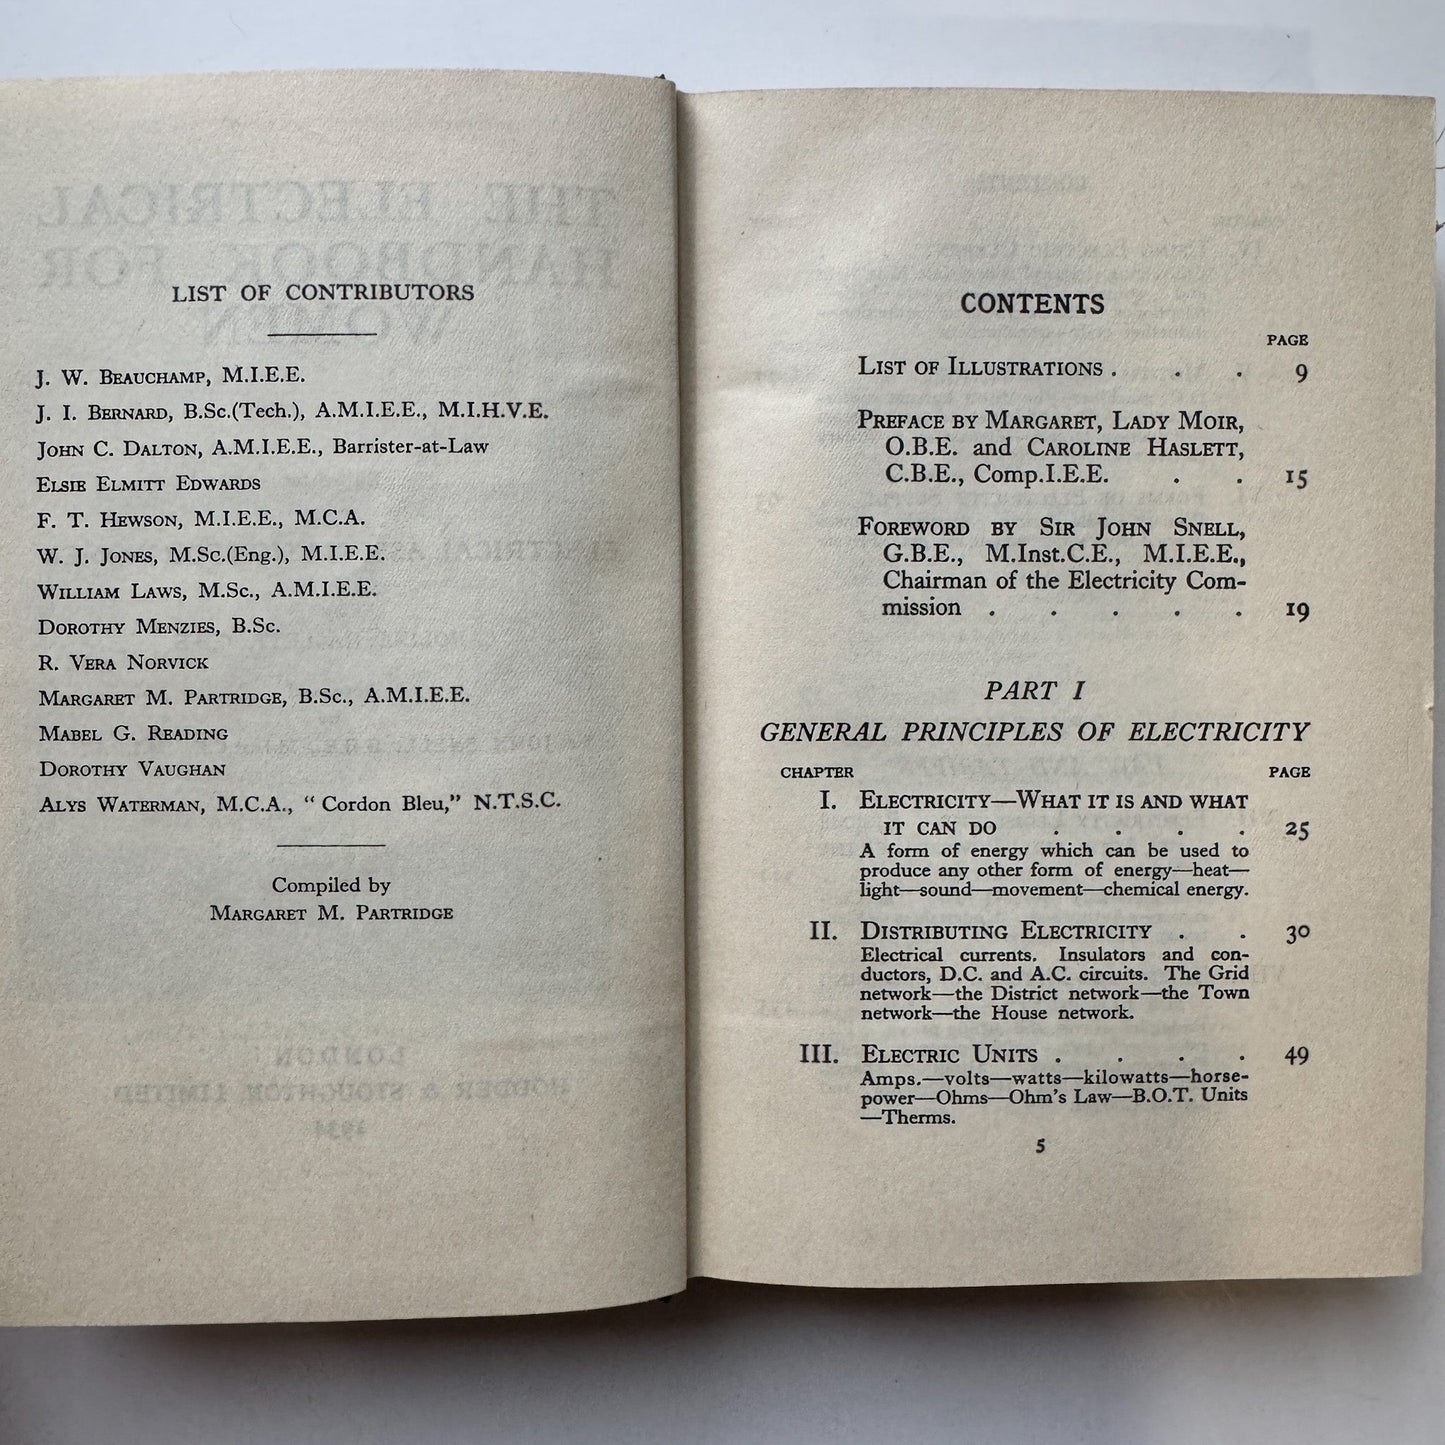 LIST OF CONTRIBUTORS
J. W. BEAUCHAMP, M.I.E.E.
J. I. BERNARD, B.Sc.(Tech.), A.M.I.E.E., M.I.H.V.E.
JOHN C. DALTON, A.M.I.E.E., Barrister-at-Law
ELSIE ELMITT EDWARDS
F. T. HEWSON, M.I.E.E., M.C.A.
W. J. JONES, M.Sc.(Eng.), M.I.E.E.
WILLIAM LAWS, M.Sc., A.M.I.E.E.
DOROTHY MENZIES, B.Sc.
R. VERA NORVICK
MARGARET M. PARTRIDGE, B.Sc., A.M.I.E.E.
MABEL G. READING
DOROTHY VAUGHAN
ALYS WATERMAN, M.C.A., “ Cordon Bleu,” N.T.S.C.
Compiled by
MARGARET M. PARTRIDGE
CONTENTS
PAGE
LIST OF ILLUSTRATIONS . . . 9
PREFACE BY MARGARET, LADY MOIR,
O.B.E. and CAROLINE HASLETT,
C.B.E., Comp.I.E.E. . . 15
FOREWORD BY SIR JOHN SNELL,
G.B.E., M.Inst.C.E., M.I.E.E.,
Chairman of the Electricity Com-
mission . . . . . 19
PART I
GENERAL PRINCIPLES OF ELECTRICITY
CHAPTER PAGE
I. ELECTRICITY—WHAT IT IS AND WHAT
IT CAN DO . . . . 25
A form of energy which can be used to
produce any other form of energy—heat—
light—sound—movement—chemical energy.
II. DISTRIBUTING ELECTRICITY . . 30
Electrical currents. Insulators and con-
ductors, D.C. and A.C. circuits. The Grid
network—the District network—the Town
network—the House network.
III. ELECTRIC UNITS . . . . 49
Amps.—volts—watts—kilowatts—horse-
power—Ohms—Ohm's Law—B.O.T. Units
—Therms.
5